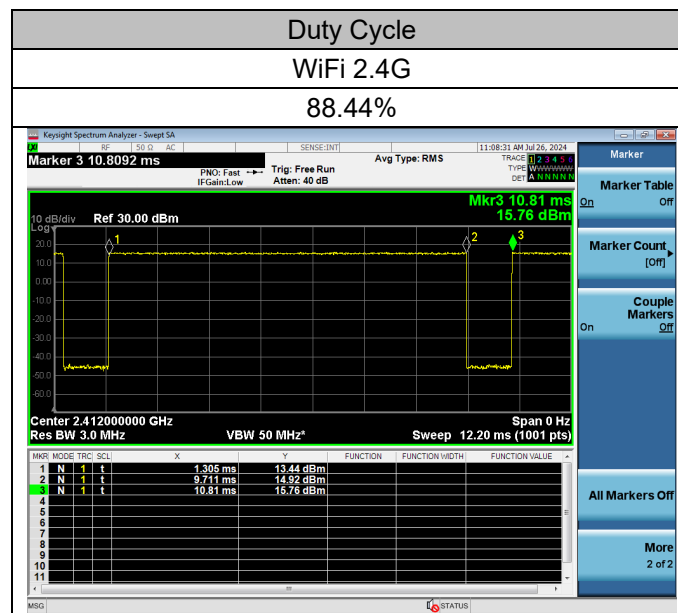 Duty Cycle
WiFi 2.4G
88.44%
Keysight Spectrum Analyzer - Swept SA
LXI RF 50 Ω AC SENSE:INT 11:08:31 AM Jul 26, 2024
Marker 3 10.8092 ms
PNO: Fast
IFGain:Low
Trig: Free Run
Atten: 40 dB
Avg Type: RMS
TRACE 1 2 3 4 5 6
TYPE WWWWWW
DET A N N N N N
Mkr3 10.81 ms
15.76 dBm
10 dB/div Ref 30.00 dBm
Log
20.0
10.0
0.00
-10.0
-20.0
-30.0
-40.0
-50.0
-60.0
1
2
3
Center 2.412000000 GHz Span 0 Hz
Res BW 3.0 MHz VBW 50 MHz* Sweep 12.20 ms (1001 pts)
MKR MODE TRC SCL X Y FUNCTION FUNCTION WIDTH FUNCTION VALUE
1 N 1 t 1.305 ms 13.44 dBm
2 N 1 t 9.711 ms 14.92 dBm
3 N 1 t 10.81 ms 15.76 dBm
4
5
6
7
8
9
10
11
MSG STATUS
Marker
Marker Table
On Off
Marker Count
[Off]
Couple
Markers
On Off
All Markers Off
More
2 of 2